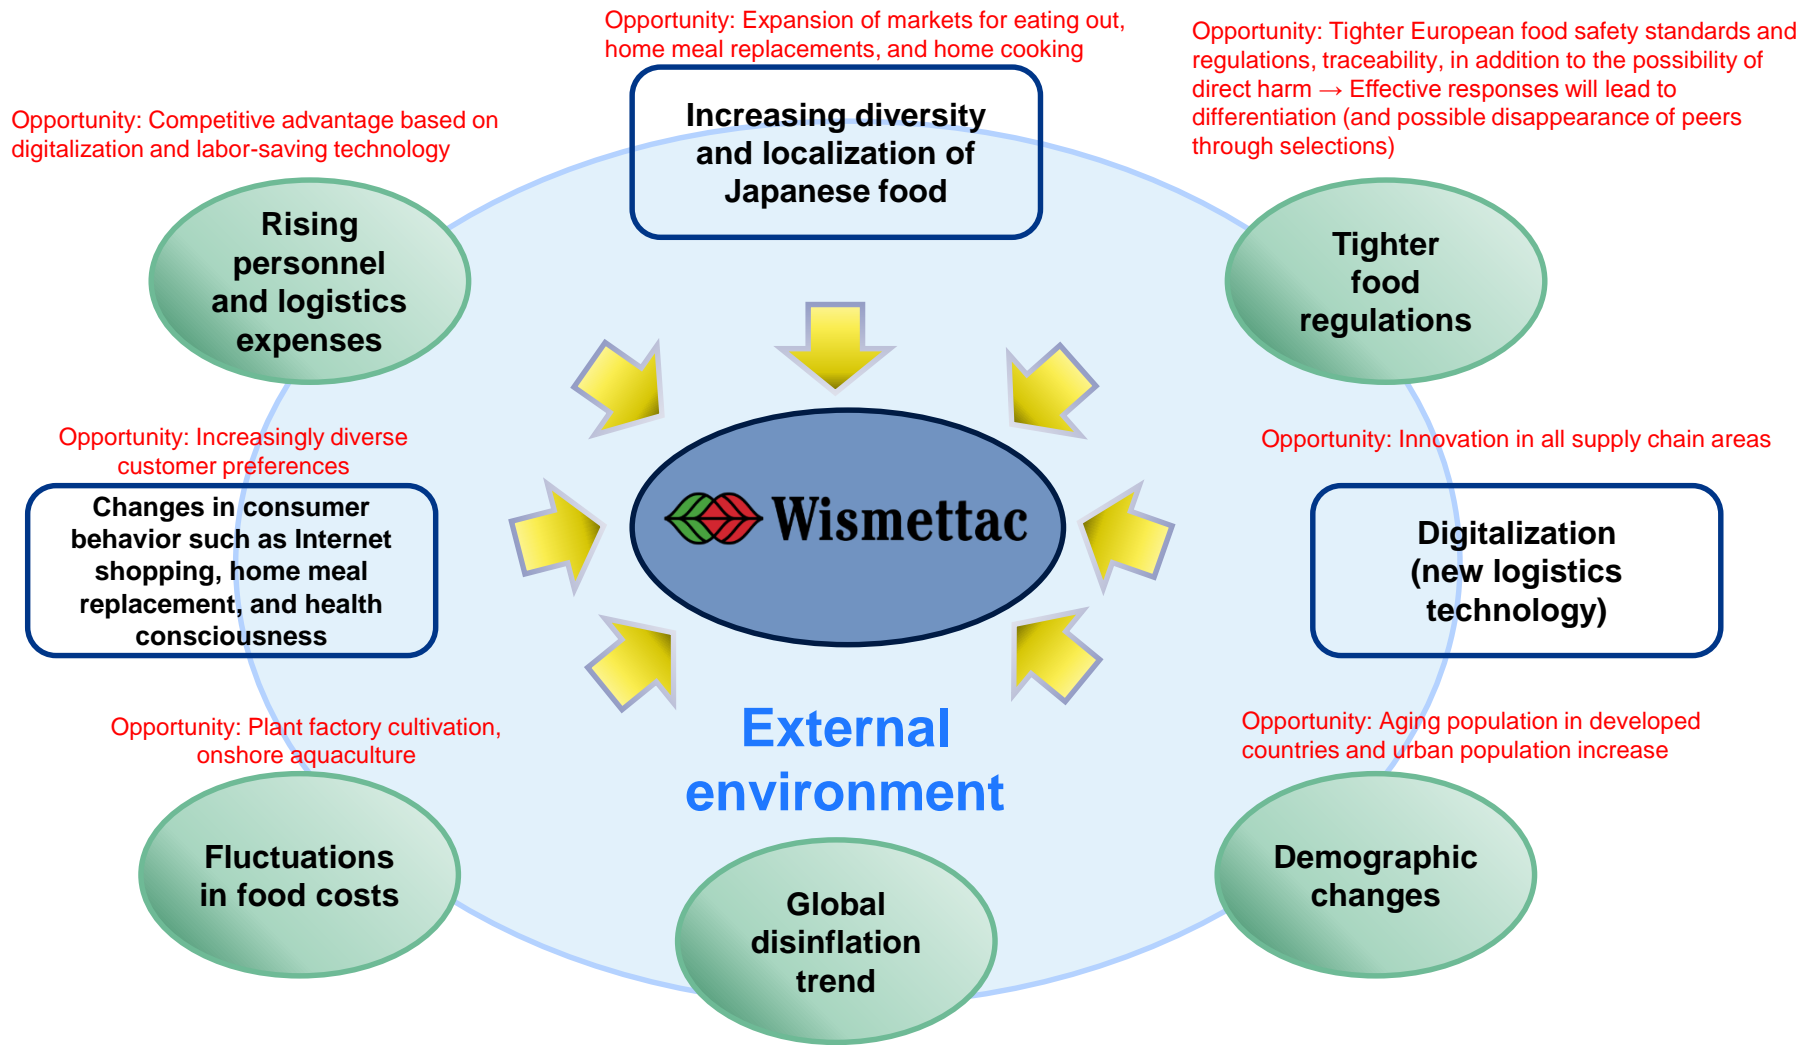 Opportunity: Expansion of markets for eating out,
home meal replacements, and home cooking
Increasing diversity
and localization of
Japanese food
Opportunity: Tighter European food safety standards and
regulations, traceability, in addition to the possibility of
direct harm → Effective responses will lead to
differentiation (and possible disappearance of peers
through selections)
Tighter
food
regulations
Opportunity: Competitive advantage based on
digitalization and labor-saving technology
Rising
personnel
and logistics
expenses
Opportunity: Increasingly diverse
customer preferences
Changes in consumer
behavior such as Internet
shopping, home meal
replacement, and health
consciousness
Wismettac
Opportunity: Innovation in all supply chain areas
Digitalization
(new logistics
technology)
External
environment
Opportunity: Plant factory cultivation,
onshore aquaculture
Fluctuations
in food costs
Global
disinflation
trend
Opportunity: Aging population in developed
countries and urban population increase
Demographic
changes